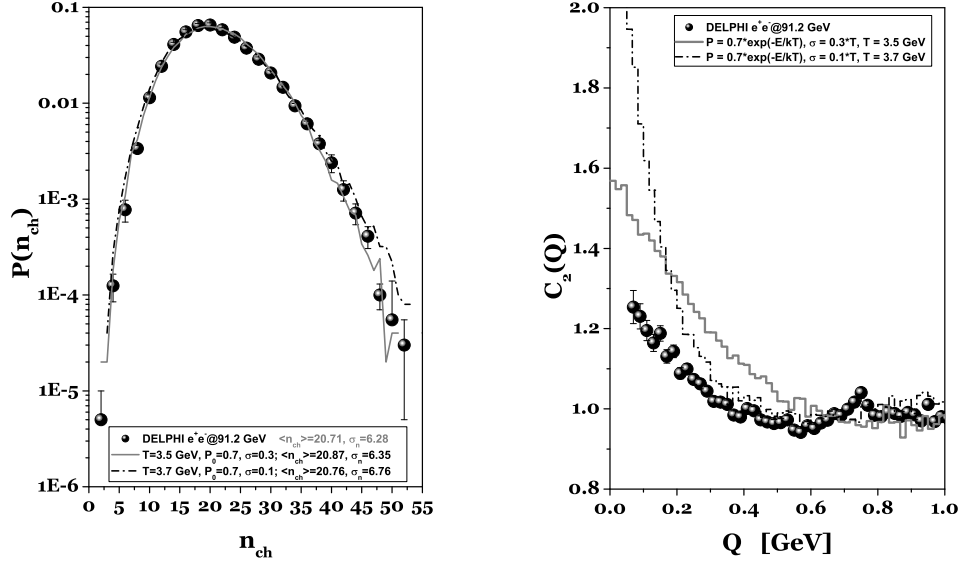 0.1
0.01
1E-3
1E-4
1E-5
1E-6
P(n_ch)
DELPHI e⁺e⁻@91.2 GeV <n_ch>=20.71, σ_n=6.28
T=3.5 GeV, P_0=0.7, σ=0.3; <n_ch>=20.87, σ_n=6.35
T=3.7 GeV, P_0=0.7, σ=0.1; <n_ch>=20.76, σ_n=6.76
0 5 10 15 20 25 30 35 40 45 50 55
n_ch
2.0
1.8
1.6
1.4
1.2
1.0
0.8
C_2(Q)
DELPHI e⁺e⁻@91.2 GeV
P = 0.7*exp(-E/kT), σ = 0.3*T, T = 3.5 GeV
P = 0.7*exp(-E/kT), σ = 0.1*T, T = 3.7 GeV
0.0 0.2 0.4 0.6 0.8 1.0
Q [GeV]